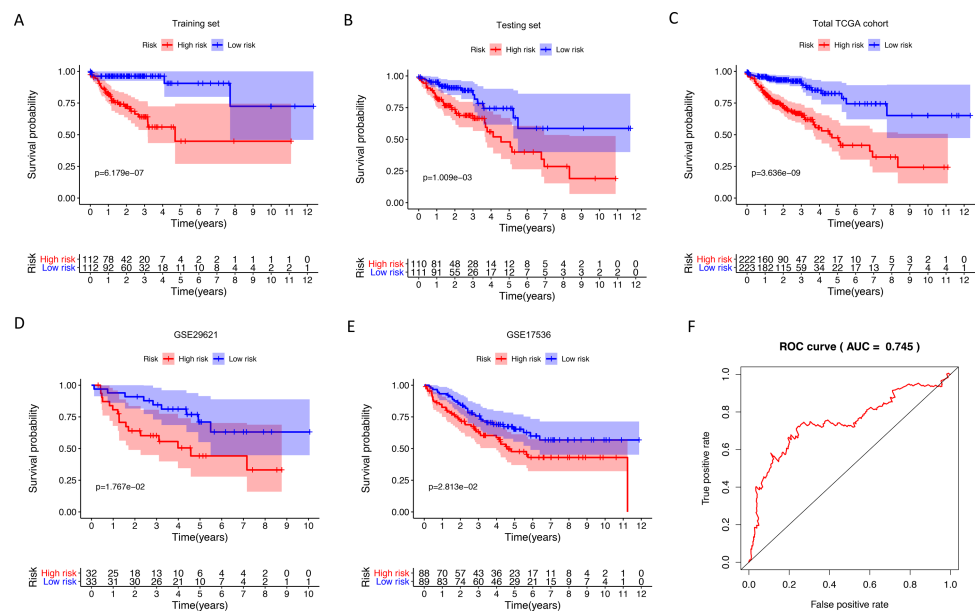 A
Training set
Risk High risk Low risk
Survival probability
1.00
0.75
0.50
0.25
0.00
p=6.179e−07
0 1 2 3 4 5 6 7 8 9 10 11 12
Time(years)
Risk
High risk 112 78 42 20 7 4 2 2 1 1 1 1 0
Low risk 112 92 60 32 18 11 10 8 4 4 2 2 1
0 1 2 3 4 5 6 7 8 9 10 11 12
Time(years)
B
Testing set
Risk High risk Low risk
Survival probability
1.00
0.75
0.50
0.25
0.00
p=1.009e−03
0 1 2 3 4 5 6 7 8 9 10 11 12
Time(years)
Risk
High risk 110 81 48 28 14 12 8 5 4 2 1 0 0
Low risk 111 91 55 26 17 12 7 5 3 3 2 2 0
0 1 2 3 4 5 6 7 8 9 10 11 12
Time(years)
C
Total TCGA cohort
Risk High risk Low risk
Survival probability
1.00
0.75
0.50
0.25
0.00
p=3.636e−09
0 1 2 3 4 5 6 7 8 9 10 11 12
Time(years)
Risk
High risk 222 160 90 47 22 17 10 7 5 3 2 1 0
Low risk 223 182 115 59 34 22 17 13 7 7 4 4 1
0 1 2 3 4 5 6 7 8 9 10 11 12
Time(years)
D
GSE29621
Risk High risk Low risk
Survival probability
1.00
0.75
0.50
0.25
0.00
p=1.767e−02
0 1 2 3 4 5 6 7 8 9 10
Time(years)
Risk
High risk 32 25 18 13 10 6 4 4 2 0 0
Low risk 33 31 30 26 21 10 7 4 2 1 1
0 1 2 3 4 5 6 7 8 9 10
Time(years)
E
GSE17536
Risk High risk Low risk
Survival probability
1.00
0.75
0.50
0.25
0.00
p=2.813e−02
0 1 2 3 4 5 6 7 8 9 10 11 12
Time(years)
Risk
High risk 88 70 57 43 36 23 17 11 8 4 2 1 0
Low risk 89 83 74 60 46 29 21 15 9 7 4 1 0
0 1 2 3 4 5 6 7 8 9 10 11 12
Time(years)
F
ROC curve ( AUC = 0.745 )
True positive rate
1.0
0.8
0.6
0.4
0.2
0.0
0.0 0.2 0.4 0.6 0.8 1.0
False positive rate